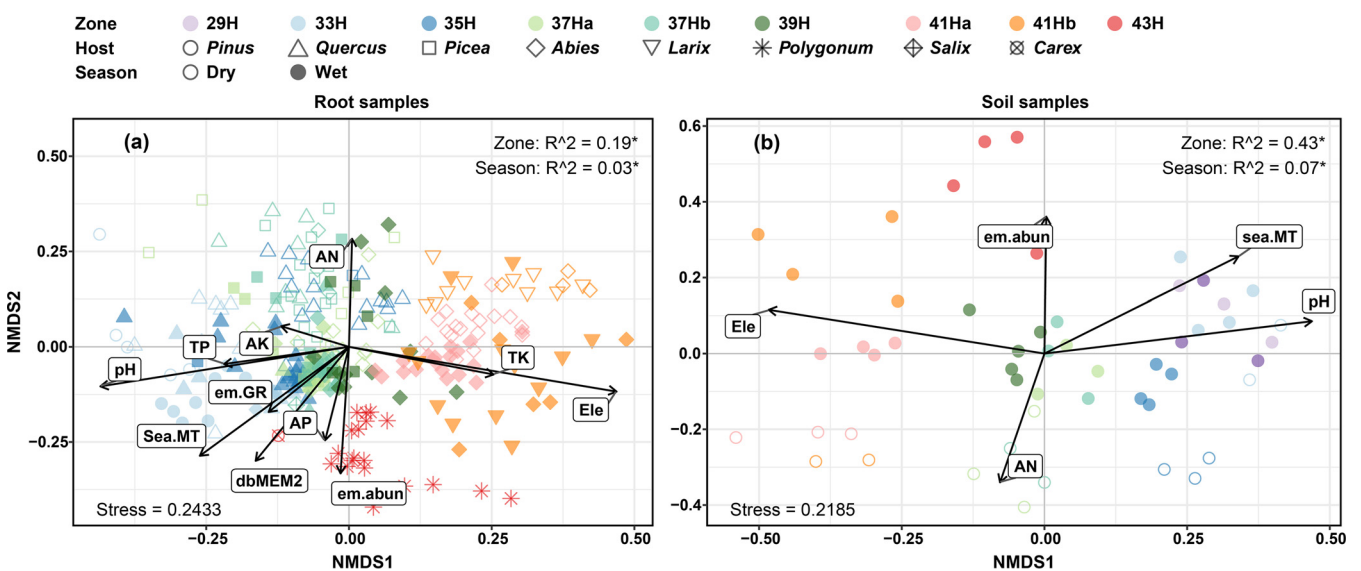 Zone 29H 33H 35H 37Ha 37Hb 39H 41Ha 41Hb 43H
Host Pinus Quercus Picea Abies Larix Polygonum Salix Carex
Season Dry Wet
Root samples
(a)
Zone: R^2 = 0.19*
Season: R^2 = 0.03*
NMDS2
0.50
0.25
0.00
−0.25
AN
TP
AK
pH
em.GR
TK
Ele
AP
Sea.MT
dbMEM2
em.abun
Stress = 0.2433
−0.25 0.00 0.25 0.50
NMDS1
Soil samples
(b)
Zone: R^2 = 0.43*
Season: R^2 = 0.07*
0.6
0.4
0.2
0.0
−0.2
−0.4
em.abun
sea.MT
pH
Ele
AN
Stress = 0.2185
−0.50 −0.25 0.00 0.25 0.50
NMDS1